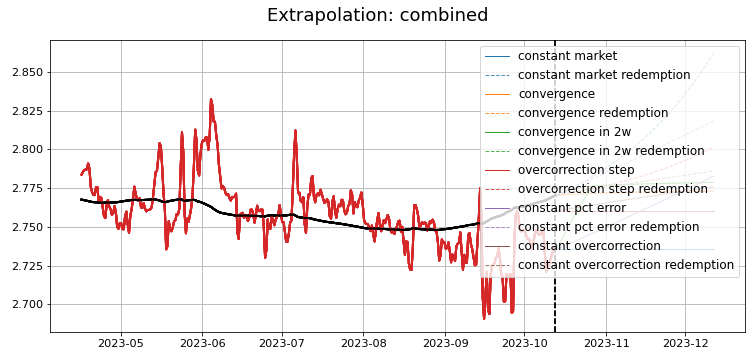 Extrapolation: combined
2.850
2.825
2.800
2.775
2.750
2.725
2.700
constant market
constant market redemption
convergence
convergence redemption
convergence in 2w
convergence in 2w redemption
overcorrection step
overcorrection step redemption
constant pct error
constant pct error redemption
constant overcorrection
constant overcorrection redemption
2023-05 2023-06 2023-07 2023-08 2023-09 2023-10 2023-11 2023-12